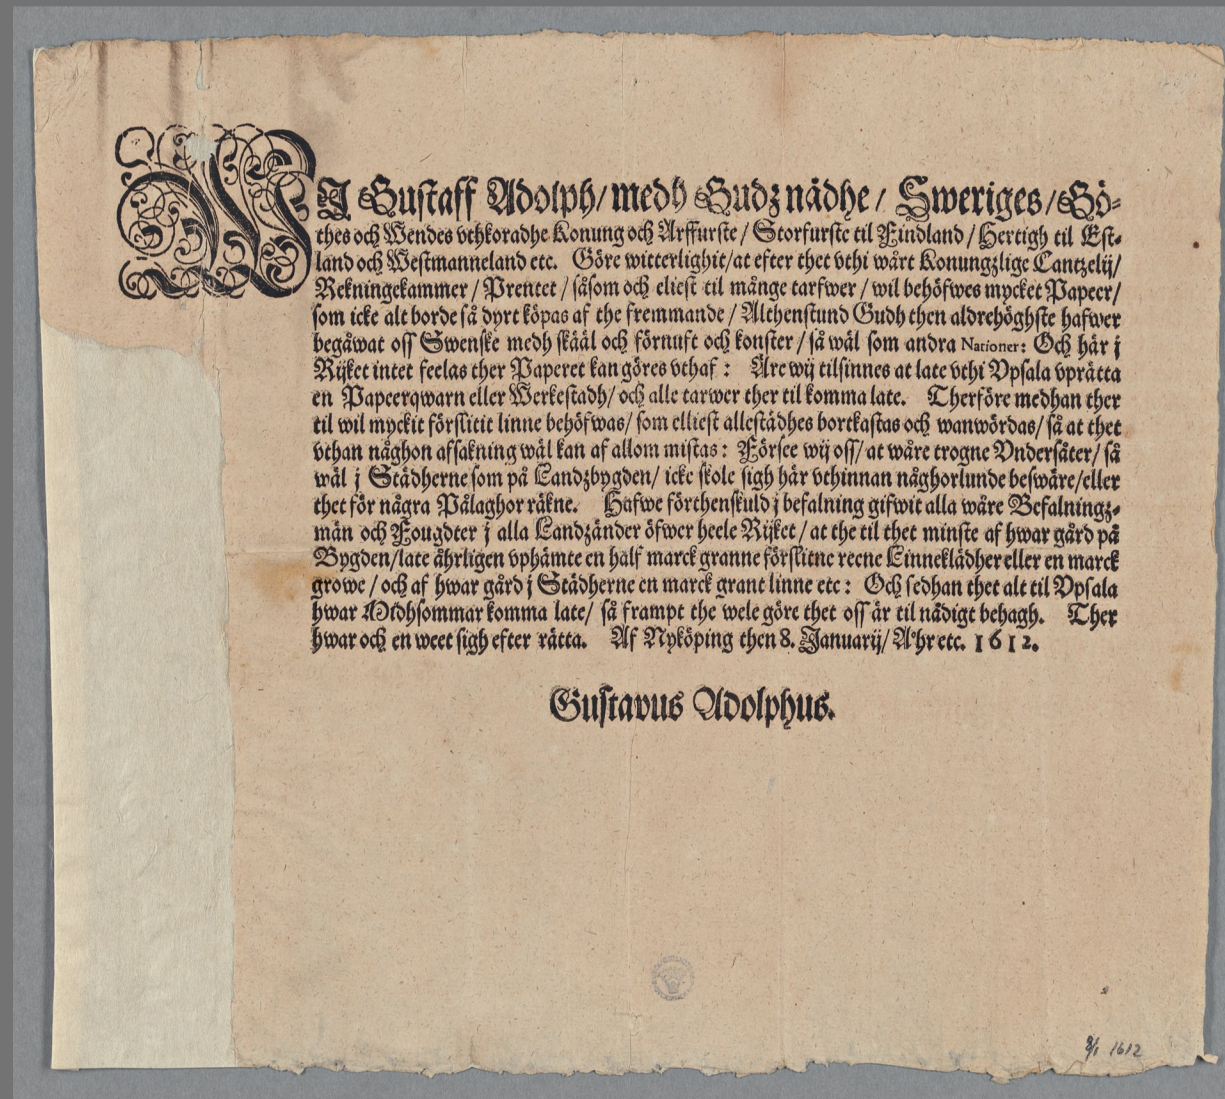 WJ Gustaff Adolph/ medh Gudz nådhe / Sweriges / Gö-
thes och Wendes vthkoradhe Konung och Arffurste / Storfurste til Findland / Hertigh til Est-
land och Westmanneland etc. Göre witterlighit/ at efter thet vthi wårt Konungzlige Cantzelij/
Rekningekammer / Prentet / såsom och eliest til månge tarfwer / wil behöfwes mycket Papeer/
som icke alt borde så dyrt köpas af the fremmande / Althenstund Gudh then aldrehöghste hafwer
begåwat oss Swenske medh skääl och förnuft och konster / så wäl som andra Nationer: Och här j
Rijket intet feelas ther Paperet kan göres vthaf : Äre wij tilsinnes at late vthi Vpsala vprätta
en Papeerqwarn eller Werkestadh/ och alle tarwer ther til komma late. Therföre medhan ther
til wil myckit förslitit linne behöfwas/ som elliest allestädhes bortkastas och wanwördas/ så at thet
vthan någhon afsakning wäl kan af allom mistas : Försee wij oss/ at wåre trogne Vndersåter/ så
wäl j Städherne som på Landzbygden/ icke skole sigh här vthinnan någhorlunde beswäre/eller
thet för några Pålaghor räkne. Hafwe förthenskuld j befalning gifwit alla wåre Befalningz-
män och Fougdter j alla Landzänder öfwer heele Rijket / at the til thet minste af hwar gård på
Bygden/late åhrligen vphämte en half marck granne förslitne reene Linneklädher eller en marck
growe / och af hwar gård j Städherne en marck grant linne etc : Och sedhan thet alt til Vpsala
hwar Midhsommar komma late/ så frampt the wele göre thet oss är til nådigt behagh. Ther
hwar och en weet sigh efter rätta. Af Nyköping then 8. Januarij/ Åhr etc. 1612.
Gustavus Adolphus.
8/1 1612